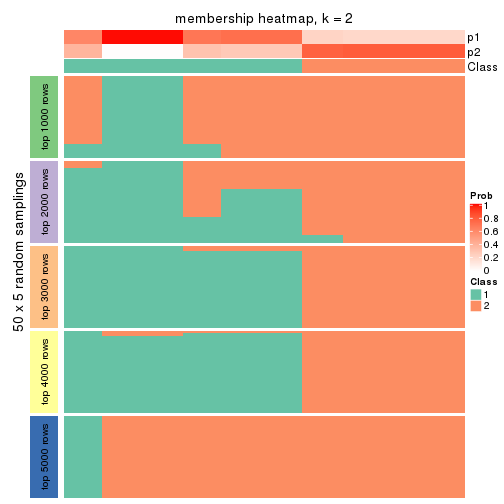 membership heatmap, k = 2
p1
p2
Class
50 x 5 random samplings
top 1000 rows
top 2000 rows
top 3000 rows
top 4000 rows
top 5000 rows
Prob
1
0.8
0.6
0.4
0.2
0
Class
1
2